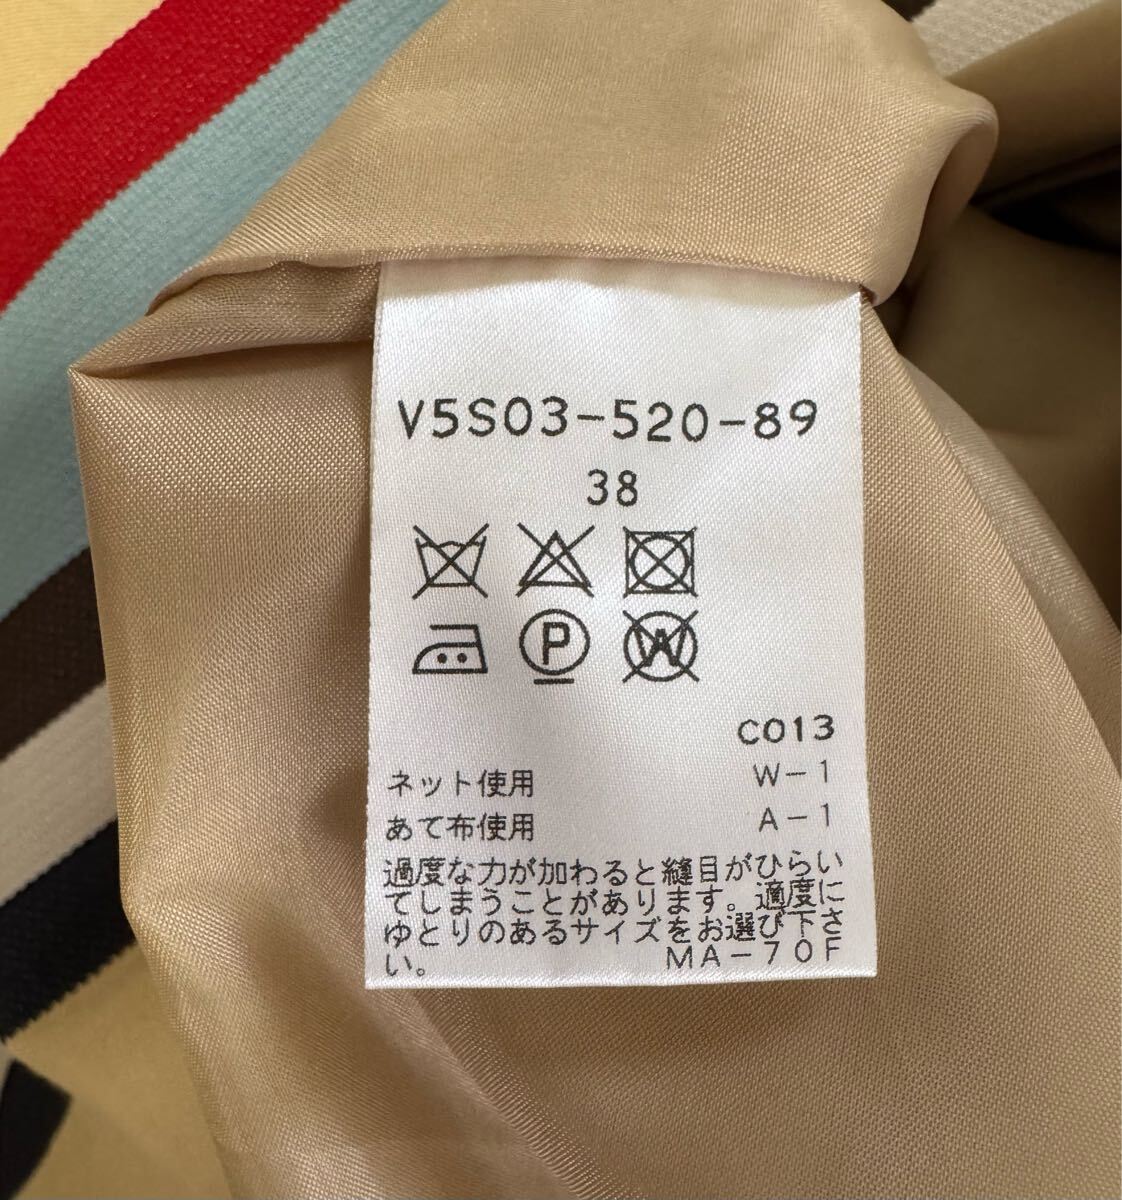 V5S03-520-89
38
P W
C013
ネット使用 W-1
あて布使用 A-1
過度な力が加わると縫目がひらい
てしまうことがあります。適度に
ゆとりのあるサイズをお選び下さ
い。 MA-70F